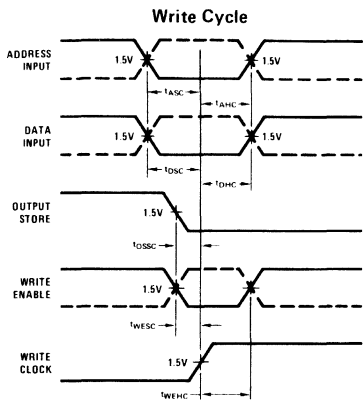 Write Cycle
ADDRESS
INPUT
1.5V
1.5V
tASC
tAHC
DATA
INPUT
1.5V
1.5V
tDSC
tDHC
OUTPUT
STORE
1.5V
tOSSC
WRITE
ENABLE
1.5V
1.5V
tWESC
WRITE
CLOCK
1.5V
tWEHC